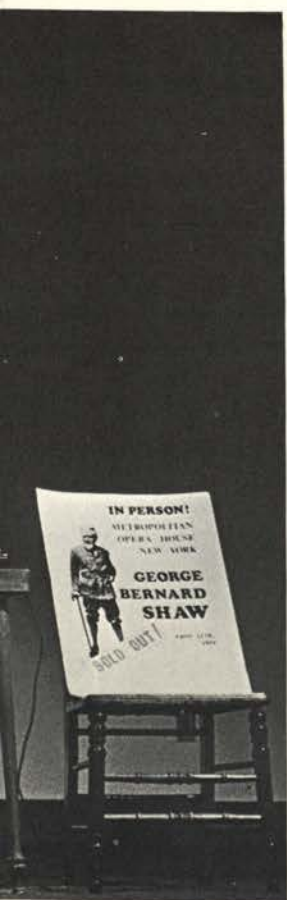 IN PERSON!
METROPOLITAN
OPERA HOUSE
NEW YORK
GEORGE
BERNARD
SHAW
SOLD OUT!